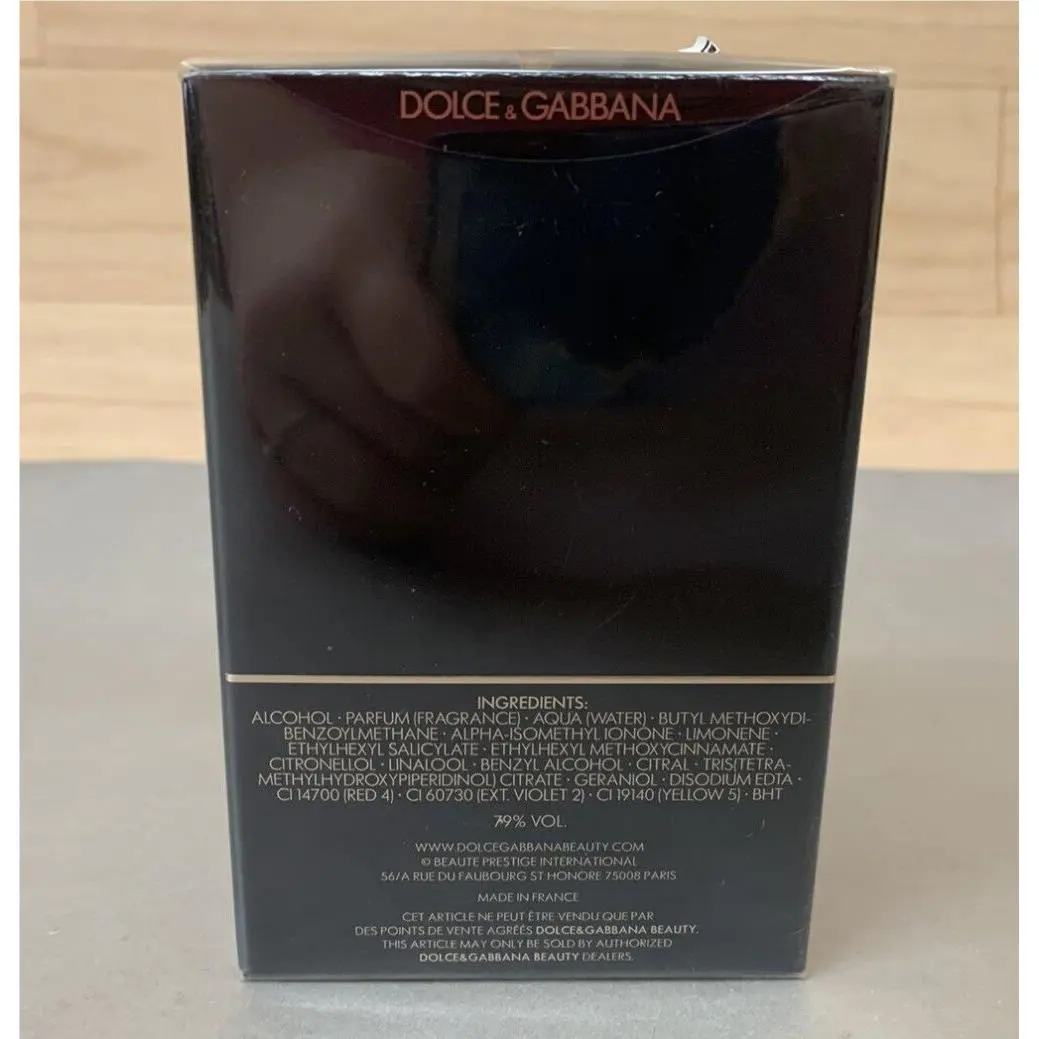 DOLCE & GABBANA
INGREDIENTS:
ALCOHOL · PARFUM (FRAGRANCE) · AQUA (WATER) · BUTYL METHOXYDI-
BENZOYLMETHANE · ALPHA-ISOMETHYL IONONE · LIMONENE ·
ETHYLHEXYL SALICYLATE · ETHYLHEXYL METHOXYCINNAMATE ·
CITRONELLOL · LINALOOL · BENZYL ALCOHOL · CITRAL · TRIS(TETRA-
METHYLHYDROXYPIPERIDINOL) CITRATE · GERANIOL · DISODIUM EDTA ·
CI 14700 (RED 4) · CI 60730 (EXT. VIOLET 2) · CI 19140 (YELLOW 5) · BHT
79% VOL.
WWW.DOLCEGABBANABEAUTY.COM
© BEAUTE PRESTIGE INTERNATIONAL
56/A RUE DU FAUBOURG ST HONORE 75008 PARIS
MADE IN FRANCE
CET ARTICLE NE PEUT ÊTRE VENDU QUE PAR
DES POINTS DE VENTE AGRÉÉS DOLCE&GABBANA BEAUTY.
THIS ARTICLE MAY ONLY BE SOLD BY AUTHORIZED
DOLCE&GABBANA BEAUTY DEALERS.